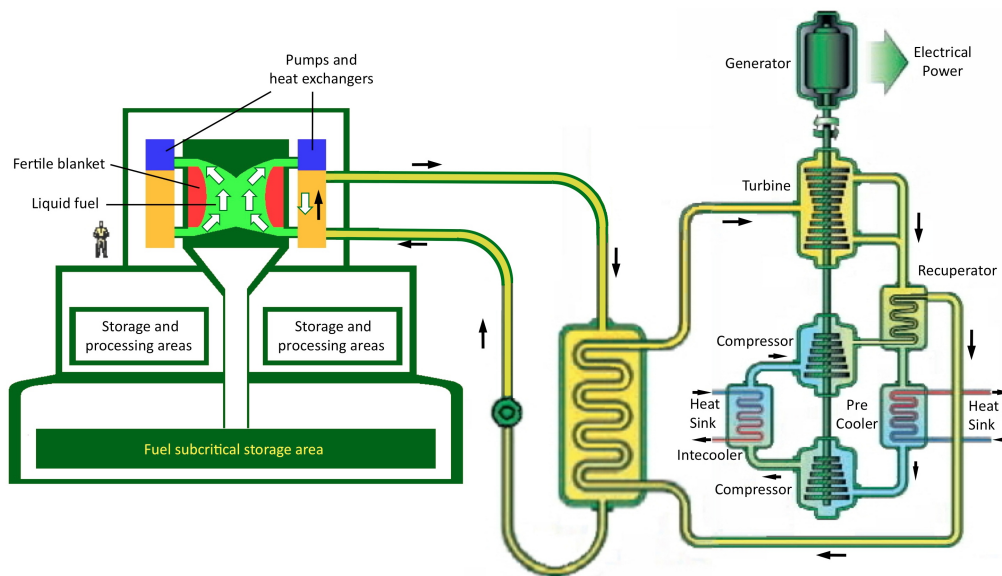 Pumps and
heat exchangers
Fertile blanket
Liquid fuel
Storage and
processing areas
Storage and
processing areas
Fuel subcritical storage area
Generator
Electrical
Power
Turbine
Recuperator
Compressor
Heat
Sink
Intecooler
Pre
Cooler
Heat
Sink
Compressor